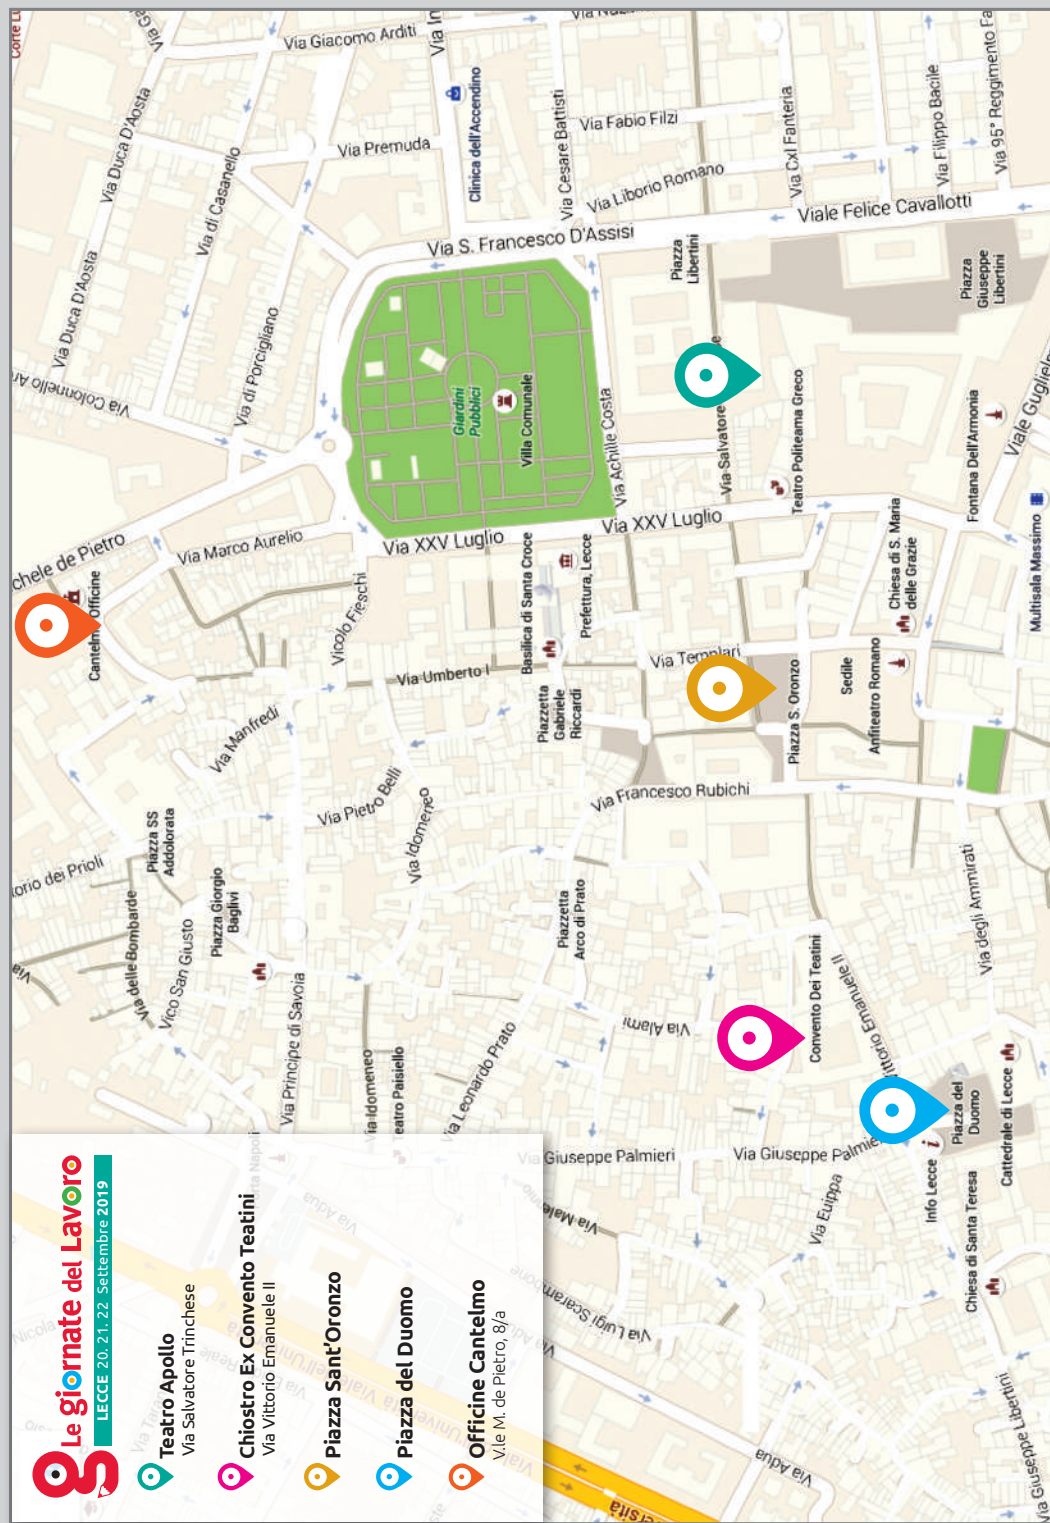 Le giornate del Lavoro
LECCE 20. 21. 22 Settembre 2019
Teatro Apollo
Via Salvatore Trinchese
Chiostro Ex Convento Teatini
Via Vittorio Emanuele II
Piazza Sant'Oronzo
Piazza del Duomo
Officine Cantelmo
V.le M. de Pietro, 8/a
Via Giacomo Arditi
Via Duca D'Aosta
Via di Casanello
Via Premuda
Clinica dell'Accendino
Via Cesare Battisti
Via Fabio Filzi
Via Liborio Romano
Via CxI Fanteria
Via Filippo Bacile
Via 95° Reggimento Fa
Viale Felice Cavallotti
Via S. Francesco D'Assisi
Piazza
Libertini
Piazza
Giuseppe
Libertini
Via Duca D'Aosta
Via di Porcigliano
Via Colonnello Ar
Giardini
Pubblici
Villa Comunale
Via Achille Costa
Via Salvatore
Teatro Politeama Greco
Fontana Dell'Armonia
Viale Guglielm
Multisala Massimo
chele de Pietro
Via Marco Aurelio
Via XXV Luglio
Via XXV Luglio
Officine
Vicolo Fieschi
Basilica di Santa Croce
Prefettura, Lecce
Chiesa di S. Maria
delle Grazie
Via Umberto I
Via Templari
Piazzetta
Gabriele
Riccardi
Piazza S. Oronzo
Sedile
Anfiteatro Romano
Via Manfredi
Via Pietro Belli
Via Idomeneo
Via Francesco Rubichi
Piazza SS
Addolorata
torio dei Prioli
Piazza Giorgio
Baglivi
Via delle Bombarde
Vico San Giusto
Via
Piazzetta
Arco di Prato
Via degli Ammirati
Via Principe di Savoia
Convento Dei Teatini
ittorio Emanuele II
Via Alami
Via Leonardo Prato
ia Idomeneo
eatro Paisiello
Piazza del
Duomo
Cattedrale di Lecce
Info Lecce
Chiesa di Santa Teresa
Giuseppe Palmieri
Via Giuseppe Palmie
Via Euippa
Via Luigi Scarambone
Via Adua
Via Adua
Via Giuseppe Libertini
ersità